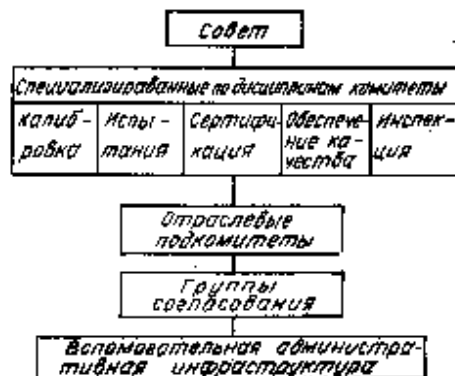 Совет
Специализированные по дисциплинам комитеты
Калиб-
ровка
Испы-
тания
Сертифи-
кация
Обеспече-
ние ка-
чества
Инспек-
ция
Отраслевые
подкомитеты
Группы
согласования
Вспомогательная администра-
тивная инфраструктура